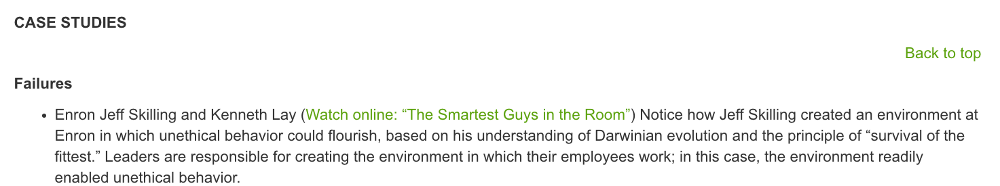 CASE STUDIES
Back to top
Failures
• Enron Jeff Skilling and Kenneth Lay (Watch online: “The Smartest Guys in the Room”) Notice how Jeff Skilling created an environment at
Enron in which unethical behavior could flourish, based on his understanding of Darwinian evolution and the principle of “survival of the
fittest.” Leaders are responsible for creating the environment in which their employees work; in this case, the environment readily
enabled unethical behavior.